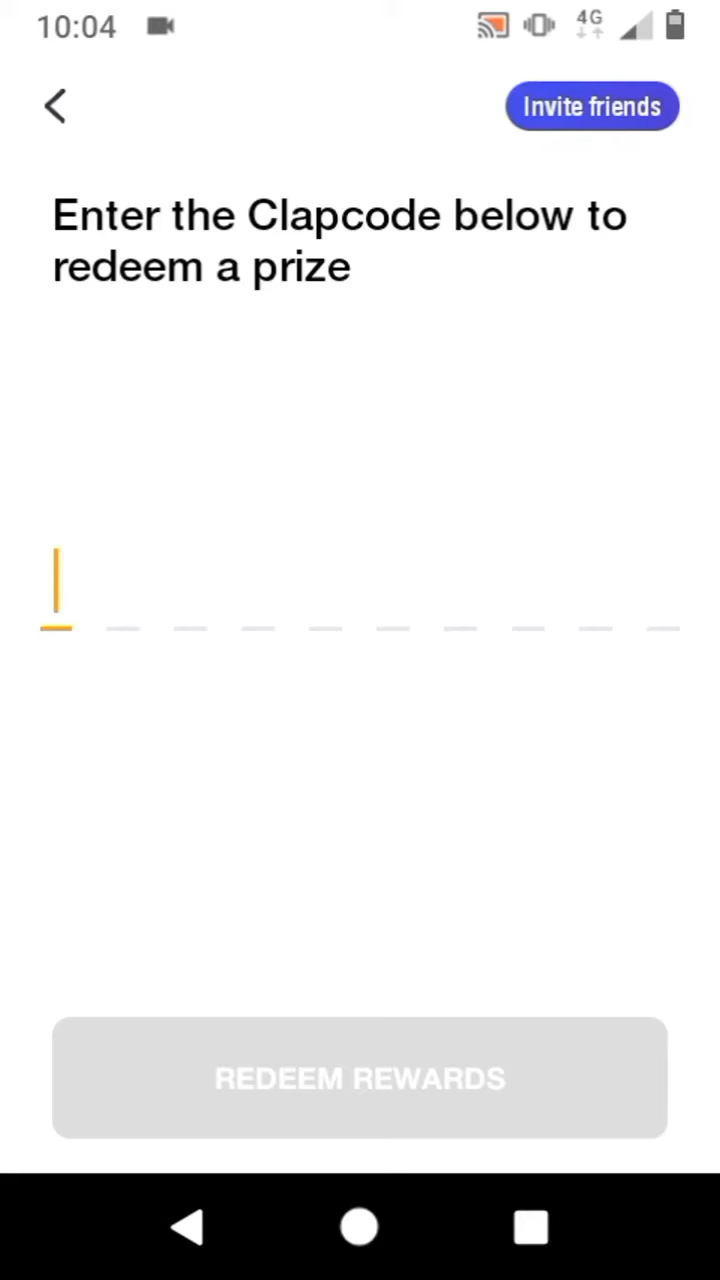 10:04
4G
Invite friends
Enter the Clapcode below to
redeem a prize
REDEEM REWARDS